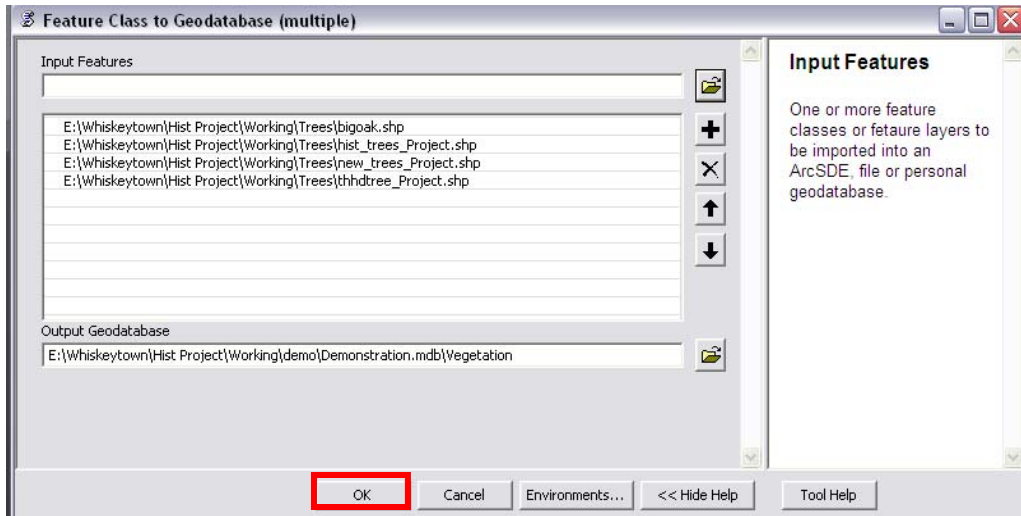 Feature Class to Geodatabase (multiple)
Input Features
E:\Whiskeytown\Hist Project\Working\Trees\bigoak.shp
E:\Whiskeytown\Hist Project\Working\Trees\hist_trees_Project.shp
E:\Whiskeytown\Hist Project\Working\Trees\new_trees_Project.shp
E:\Whiskeytown\Hist Project\Working\Trees\thhdtree_Project.shp
Output Geodatabase
E:\Whiskeytown\Hist Project\Working\demo\Demonstration.mdb\Vegetation
Input Features
One or more feature
classes or fetaure layers to
be imported into an
ArcSDE, file or personal
geodatabase.
OK
Cancel
Environments...
<< Hide Help
Tool Help